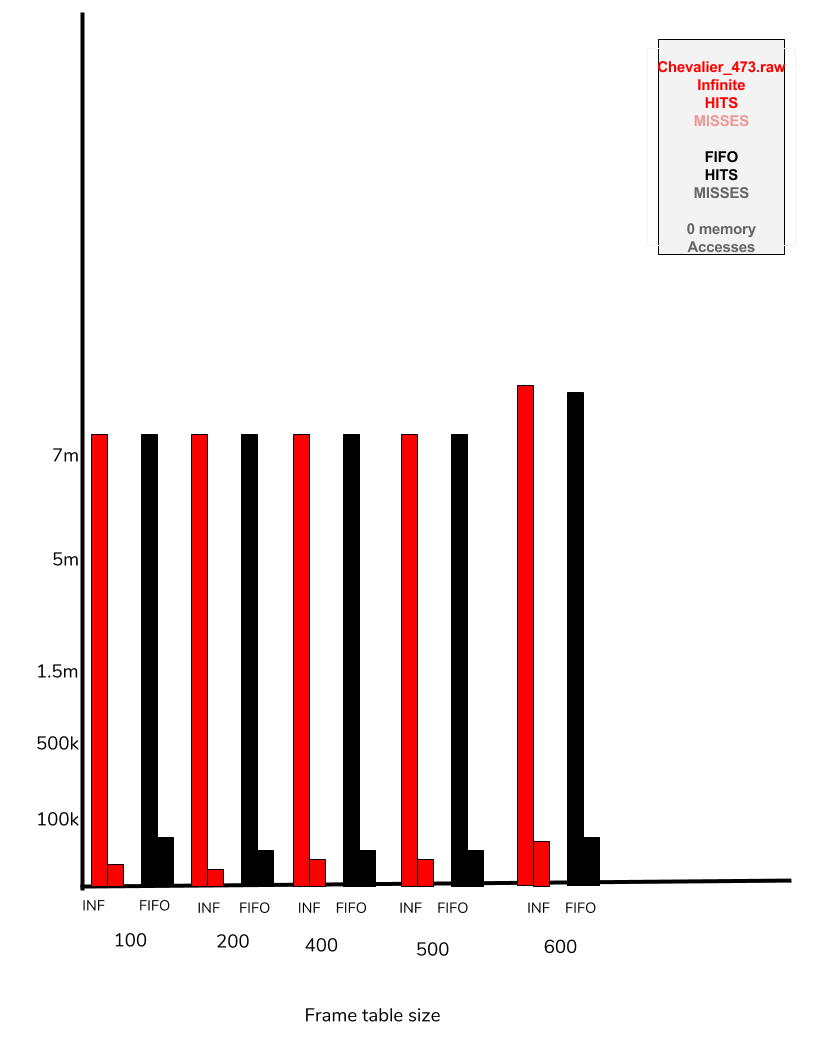 Chevalier_473.raw
Infinite
HITS
MISSES
FIFO
HITS
MISSES
0 memory
Accesses
7m
5m
1.5m
500k
100k
INF FIFO INF FIFO INF FIFO INF FIFO INF FIFO
100 200 400 500 600
Frame table size